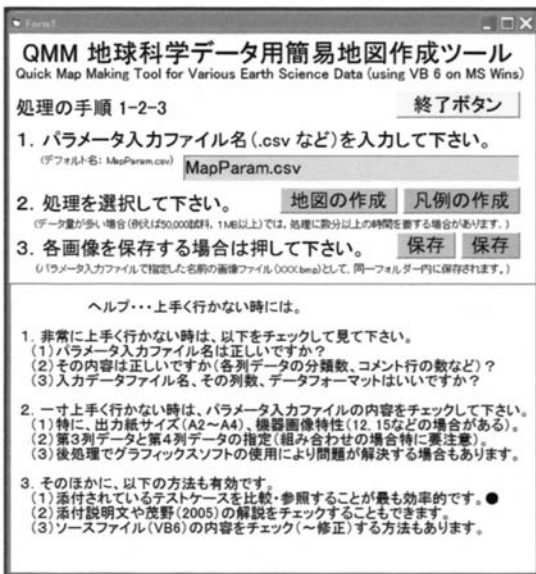 Form1
QMM 地球科学データ用簡易地図作成ツール
Quick Map Making Tool for Various Earth Science Data (using VB 6 on MS Wins)
処理の手順 1-2-3
終了ボタン
1. パラメータ入力ファイル名(.csv など)を入力して下さい。
(デフォルト名: MapParam.csv)
MapParam.csv
2. 処理を選択して下さい。
地図の作成
凡例の作成
(データ量が多い場合(例えば50,000試料, 1MB以上)では, 処理に数分以上の時間を要する場合があります。)
3. 各画像を保存する場合は押して下さい。
保存
保存
(パラメータ入力ファイルで指定した名前の画像ファイル(XXX.bmp)として, 同一フォルダー内に保存されます。)
ヘルプ・・・上手く行かない時には。
1. 非常に上手く行かない時は、以下をチェックして見て下さい。
(1)パラメータ入力ファイル名は正しいですか?
(2)その内容は正しいですか(各列データの分類数、コメント行の数など)?
(3)入力データファイル名、その列数、データフォーマットはいいですか?
2. 一寸上手く行かない時は、パラメータ入力ファイルの内容をチェックして下さい。
(1)特に、出力紙サイズ(A2~A4)、機器画像特性(12, 15などの場合がある)。
(2)第3列データと第4列データの指定(組み合わせの場合特に要注意)。
(3)後処理でグラフィックスソフトの使用により問題が解決する場合もあります。
3. そのほかに、以下の方法も有効です。
(1)添付されているテストケースを比較・参照することが最も効率的です。●
(2)添付説明文や茂野(2005)の解説をチェックすることもできます。
(3)ソースファイル(VB6)の内容をチェック(~修正)する方法もあります。